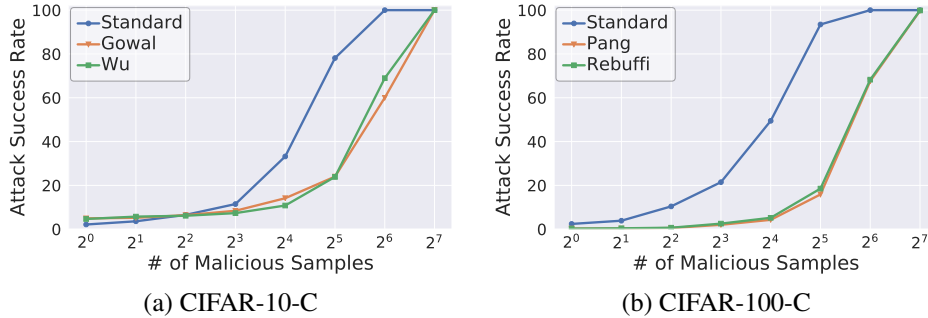 Attack Success Rate
100
80
60
40
20
0
Standard
Gowal
Wu
2^0 2^1 2^2 2^3 2^4 2^5 2^6 2^7
# of Malicious Samples
(a) CIFAR-10-C
Attack Success Rate
100
80
60
40
20
0
Standard
Pang
Rebuffi
2^0 2^1 2^2 2^3 2^4 2^5 2^6 2^7
# of Malicious Samples
(b) CIFAR-100-C